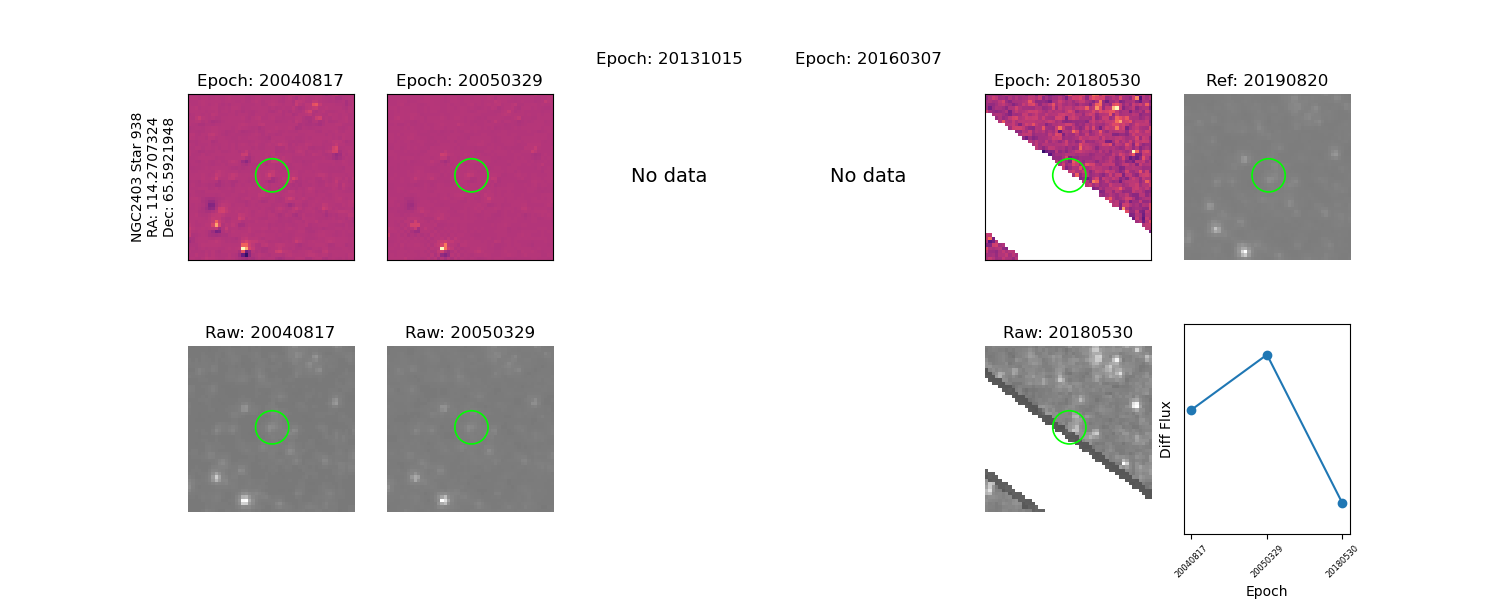 Epoch: 20040817
Epoch: 20050329
Epoch: 20131015
Epoch: 20160307
Epoch: 20180530
Ref: 20190820
NGC2403 Star 938
RA: 114.2707324
Dec: 65.5921948
No data
No data
Raw: 20040817
Raw: 20050329
Raw: 20180530
Diff Flux
20040817
20050329
20180530
Epoch